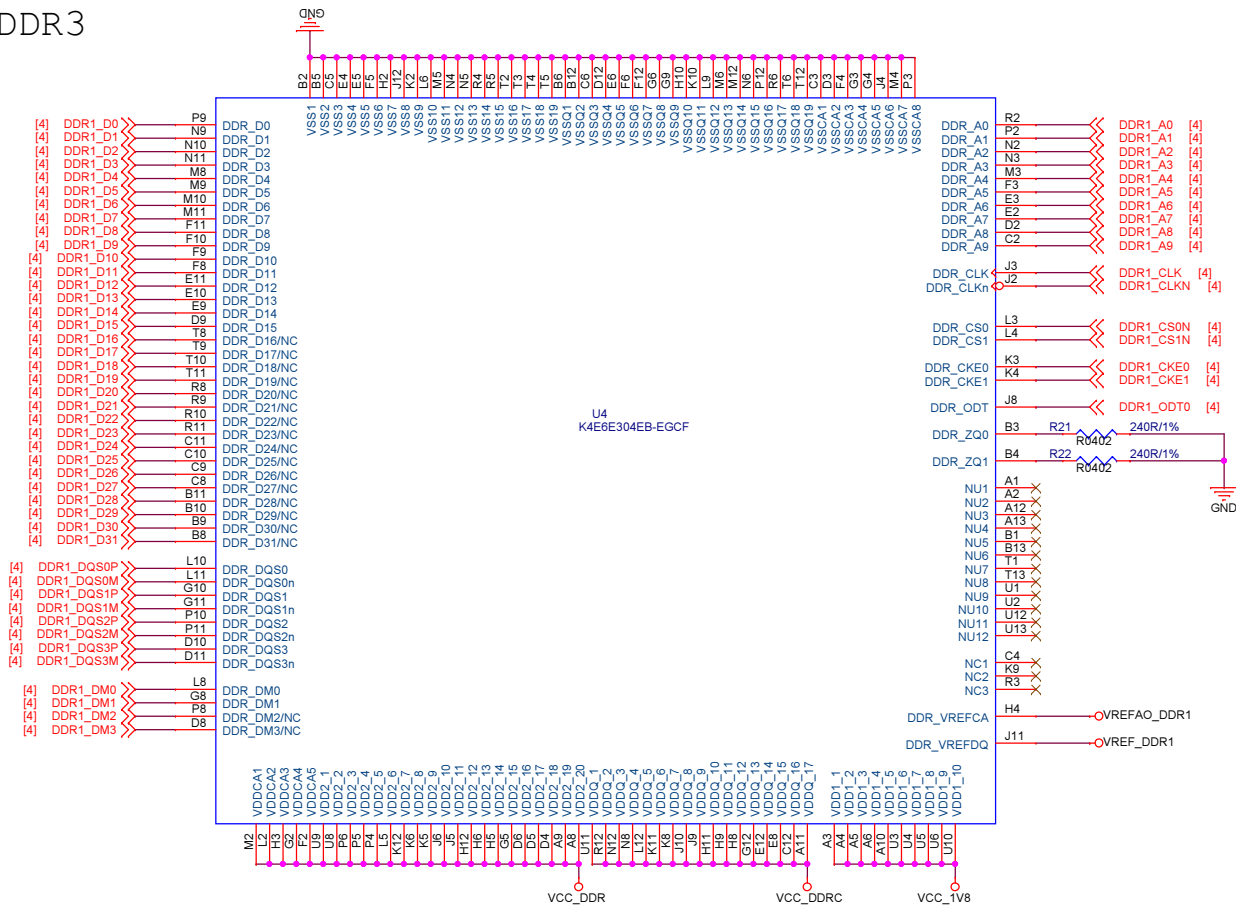 DDR3
GND
B2 B5 C5 E4 E5 F5 H2 J12 K2 L6 M5 N4 N5 R4 R5 T2 T3 T4 T5 B6 B12 C6 D12 E6 F6 F12 G6 G9 H10 K10 L9 M6 M12 N6 P12 R6 T6 T12 C3 D3 F4 G3 G4 J4 M4 P3
VSS1 VSS2 VSS3 VSS4 VSS5 VSS6 VSS7 VSS8 VSS9 VSS10 VSS11 VSS12 VSS13 VSS14 VSS15 VSS16 VSS17 VSS18 VSS19 VSSQ1 VSSQ2 VSSQ3 VSSQ4 VSSQ5 VSSQ6 VSSQ7 VSSQ8 VSSQ9 VSSQ10 VSSQ11 VSSQ12 VSSQ13 VSSQ14 VSSQ15 VSSQ16 VSSQ17 VSSQ18 VSSQ19 VSSCA1 VSSCA2 VSSCA3 VSSCA4 VSSCA5 VSSCA6 VSSCA7 VSSCA8
[4] DDR1_D0 P9 DDR_D0
[4] DDR1_D1 N9 DDR_D1
[4] DDR1_D2 N10 DDR_D2
[4] DDR1_D3 N11 DDR_D3
[4] DDR1_D4 M8 DDR_D4
[4] DDR1_D5 M9 DDR_D5
[4] DDR1_D6 M10 DDR_D6
[4] DDR1_D7 M11 DDR_D7
[4] DDR1_D8 F11 DDR_D8
[4] DDR1_D9 F10 DDR_D9
[4] DDR1_D10 F9 DDR_D10
[4] DDR1_D11 F8 DDR_D11
[4] DDR1_D12 E11 DDR_D12
[4] DDR1_D13 E10 DDR_D13
[4] DDR1_D14 E9 DDR_D14
[4] DDR1_D15 D9 DDR_D15
[4] DDR1_D16 T8 DDR_D16/NC
[4] DDR1_D17 T9 DDR_D17/NC
[4] DDR1_D18 T10 DDR_D18/NC
[4] DDR1_D19 T11 DDR_D19/NC
[4] DDR1_D20 R8 DDR_D20/NC
[4] DDR1_D21 R9 DDR_D21/NC
[4] DDR1_D22 R10 DDR_D22/NC
[4] DDR1_D23 R11 DDR_D23/NC
[4] DDR1_D24 C11 DDR_D24/NC
[4] DDR1_D25 C10 DDR_D25/NC
[4] DDR1_D26 C9 DDR_D26/NC
[4] DDR1_D27 C8 DDR_D27/NC
[4] DDR1_D28 B11 DDR_D28/NC
[4] DDR1_D29 B10 DDR_D29/NC
[4] DDR1_D30 B9 DDR_D30/NC
[4] DDR1_D31 B8 DDR_D31/NC
[4] DDR1_DQS0P L10 DDR_DQS0
[4] DDR1_DQS0M L11 DDR_DQS0n
[4] DDR1_DQS1P G10 DDR_DQS1
[4] DDR1_DQS1M G11 DDR_DQS1n
[4] DDR1_DQS2P P10 DDR_DQS2
[4] DDR1_DQS2M P11 DDR_DQS2n
[4] DDR1_DQS3P D10 DDR_DQS3
[4] DDR1_DQS3M D11 DDR_DQS3n
[4] DDR1_DM0 L8 DDR_DM0
[4] DDR1_DM1 G8 DDR_DM1
[4] DDR1_DM2 P8 DDR_DM2/NC
[4] DDR1_DM3 D8 DDR_DM3/NC
U4
K4E6E304EB-EGCF
DDR_A0 R2 DDR1_A0 [4]
DDR_A1 P2 DDR1_A1 [4]
DDR_A2 N2 DDR1_A2 [4]
DDR_A3 N3 DDR1_A3 [4]
DDR_A4 M3 DDR1_A4 [4]
DDR_A5 F3 DDR1_A5 [4]
DDR_A6 E3 DDR1_A6 [4]
DDR_A7 E2 DDR1_A7 [4]
DDR_A8 D2 DDR1_A8 [4]
DDR_A9 C2 DDR1_A9 [4]
DDR_CLK J3 DDR1_CLK [4]
DDR_CLKn J2 DDR1_CLKN [4]
DDR_CS0 L3 DDR1_CS0N [4]
DDR_CS1 L4 DDR1_CS1N [4]
DDR_CKE0 K3 DDR1_CKE0 [4]
DDR_CKE1 K4 DDR1_CKE1 [4]
DDR_ODT J8 DDR1_ODT0 [4]
DDR_ZQ0 B3 R21 240R/1%
R0402
DDR_ZQ1 B4 R22 240R/1%
R0402
GND
NU1 A1
NU2 A2
NU3 A12
NU4 A13
NU5 B1
NU6 B13
NU7 T1
NU8 T13
NU9 U1
NU10 U2
NU11 U12
NU12 U13
NC1 C4
NC2 K9
NC3 R3
DDR_VREFCA H4 VREFAO_DDR1
DDR_VREFDQ J11 VREF_DDR1
VDDCA1 VDDCA2 VDDCA3 VDDCA4 VDDCA5 VDD2_1 VDD2_2 VDD2_3 VDD2_4 VDD2_5 VDD2_6 VDD2_7 VDD2_8 VDD2_9 VDD2_10 VDD2_11 VDD2_12 VDD2_13 VDD2_14 VDD2_15 VDD2_16 VDD2_17 VDD2_18 VDD2_19 VDD2_20 VDDQ_1 VDDQ_2 VDDQ_3 VDDQ_4 VDDQ_5 VDDQ_6 VDDQ_7 VDDQ_8 VDDQ_9 VDDQ_10 VDDQ_11 VDDQ_12 VDDQ_13 VDDQ_14 VDDQ_15 VDDQ_16 VDDQ_17 VDD1_1 VDD1_2 VDD1_3 VDD1_4 VDD1_5 VDD1_6 VDD1_7 VDD1_8 VDD1_9 VDD1_10
M2 L2 H3 G2 F2 U9 U8 P6 P5 P4 L5 K12 K6 K5 J6 J5 H12 H6 H5 G5 D6 D5 D4 A9 A8 U11 R12 N12 N8 L12 K11 K8 J10 J9 H11 H9 H8 G12 E12 E8 C12 A11 A3 A4 A5 A6 A10 U3 U4 U5 U6 U10
VCC_DDR VCC_DDRC VCC_1V8